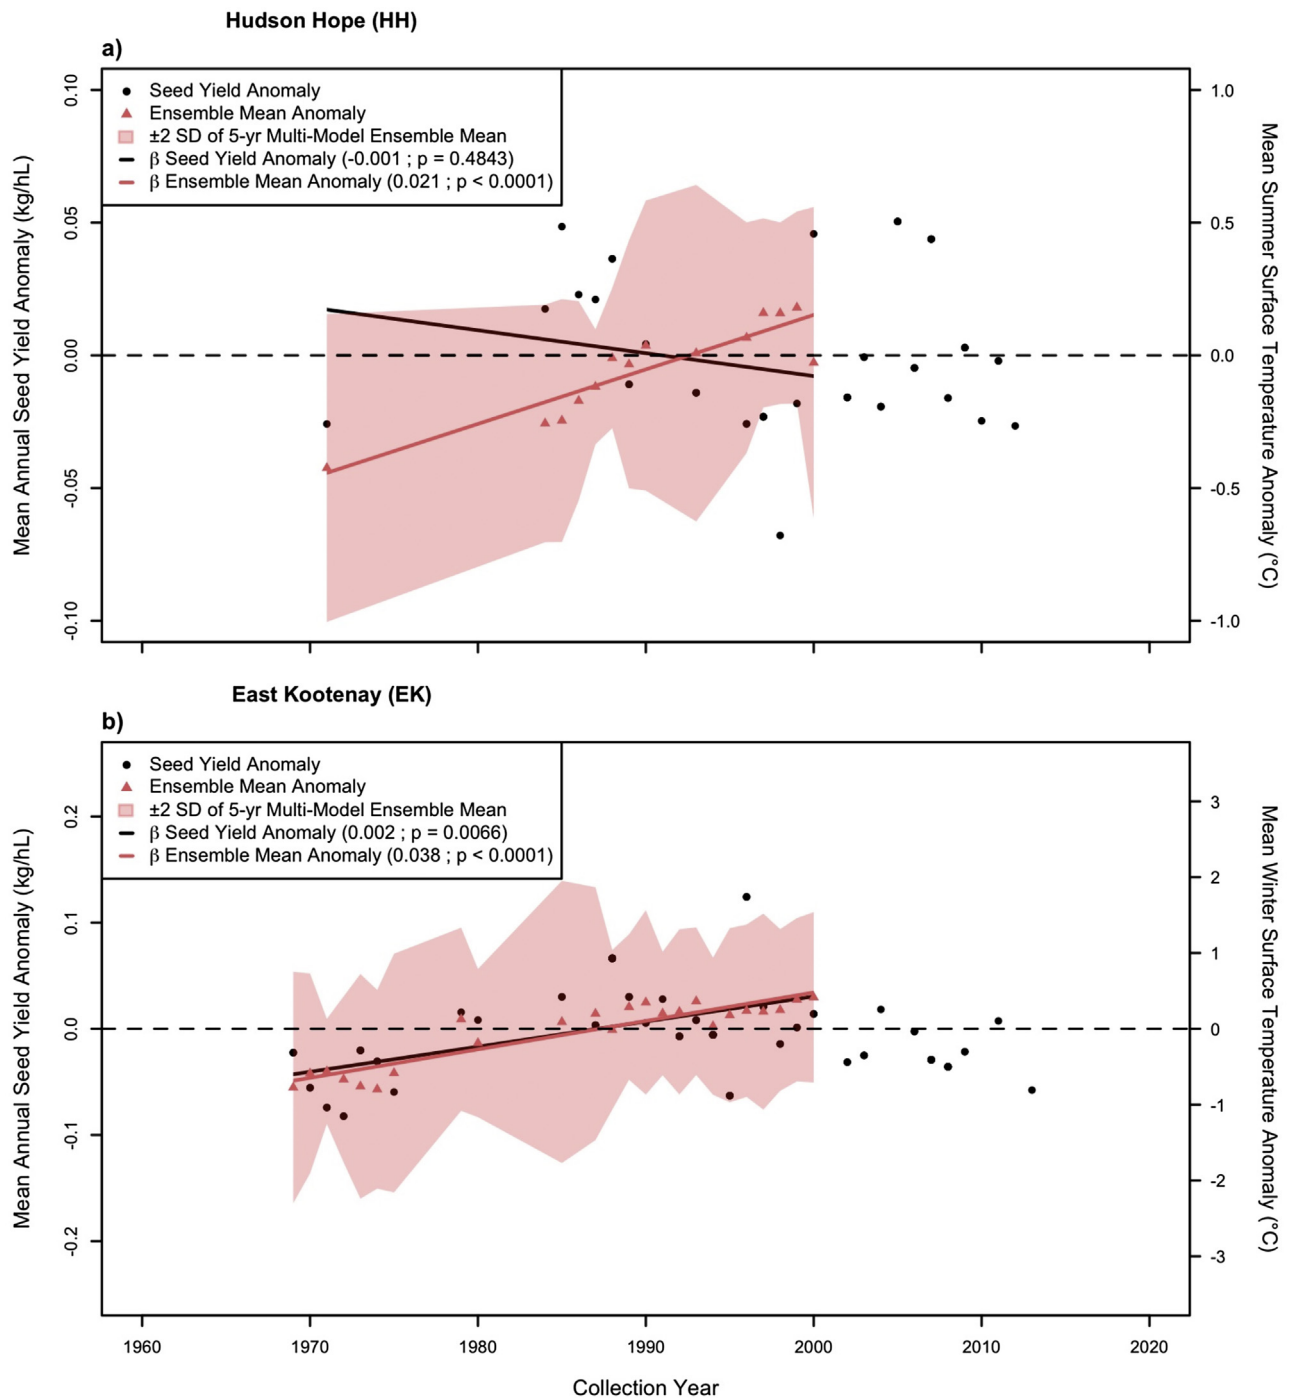 Hudson Hope (HH)
a)
Seed Yield Anomaly
Ensemble Mean Anomaly
±2 SD of 5-yr Multi-Model Ensemble Mean
β Seed Yield Anomaly (-0.001 ; p = 0.4843)
β Ensemble Mean Anomaly (0.021 ; p < 0.0001)
Mean Annual Seed Yield Anomaly (kg/hL)
0.10
0.05
0.00
-0.05
-0.10
1.0
0.5
0.0
-0.5
-1.0
Mean Summer Surface Temperature Anomaly (°C)
East Kootenay (EK)
b)
Seed Yield Anomaly
Ensemble Mean Anomaly
±2 SD of 5-yr Multi-Model Ensemble Mean
β Seed Yield Anomaly (0.002 ; p = 0.0066)
β Ensemble Mean Anomaly (0.038 ; p < 0.0001)
Mean Annual Seed Yield Anomaly (kg/hL)
0.2
0.1
0.0
-0.1
-0.2
3
2
1
0
-1
-2
-3
Mean Winter Surface Temperature Anomaly (°C)
1960 1970 1980 1990 2000 2010 2020
Collection Year